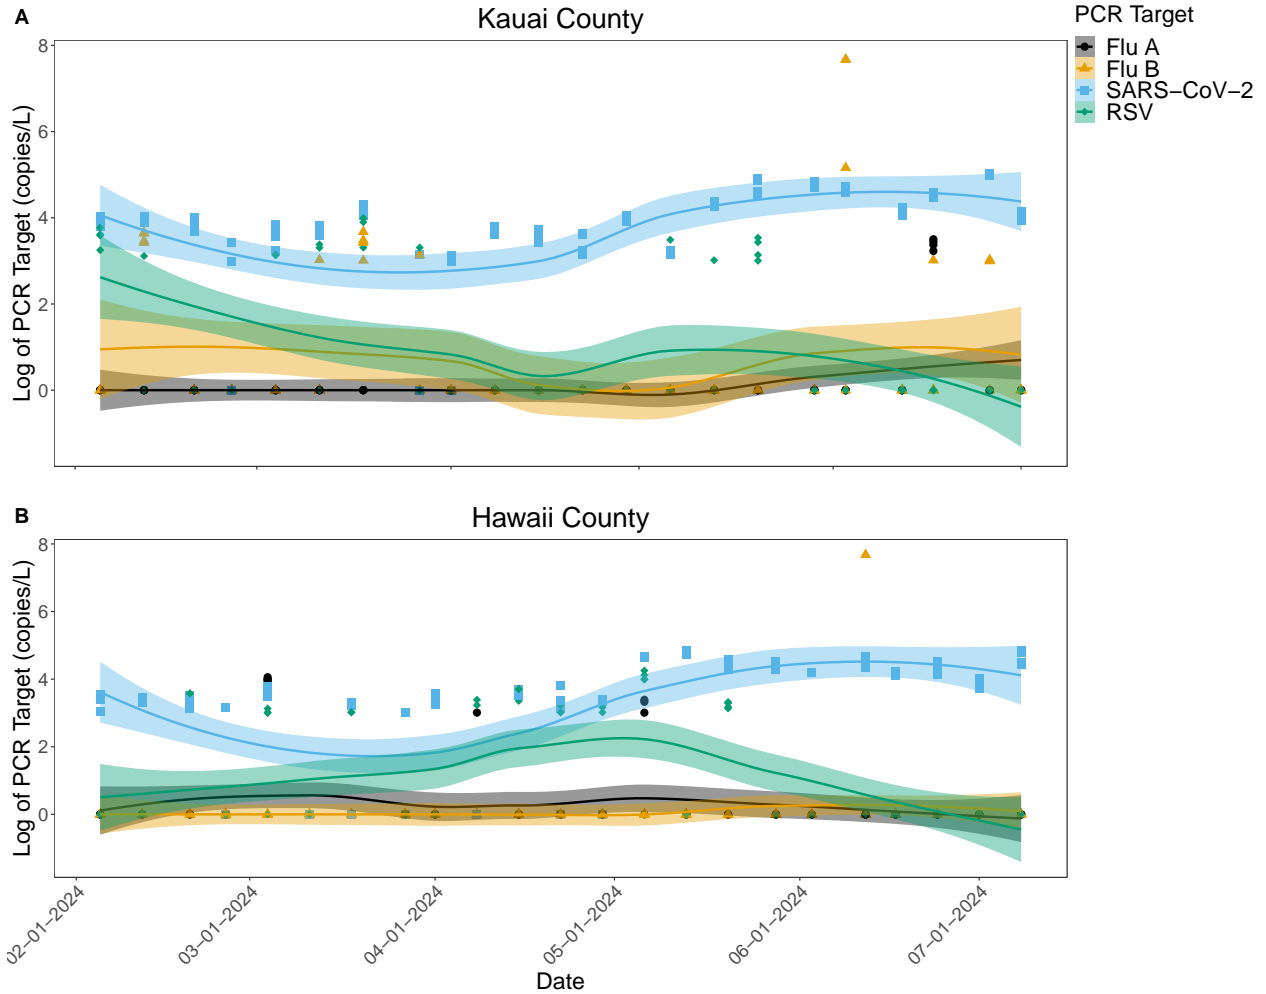 A
Kauai County
PCR Target
Flu A
Flu B
SARS−CoV−2
RSV
Log of PCR Target (copies/L)
8
6
4
2
0
B
Hawaii County
Log of PCR Target (copies/L)
8
6
4
2
0
02−01−2024
03−01−2024
04−01−2024
05−01−2024
06−01−2024
07−01−2024
Date